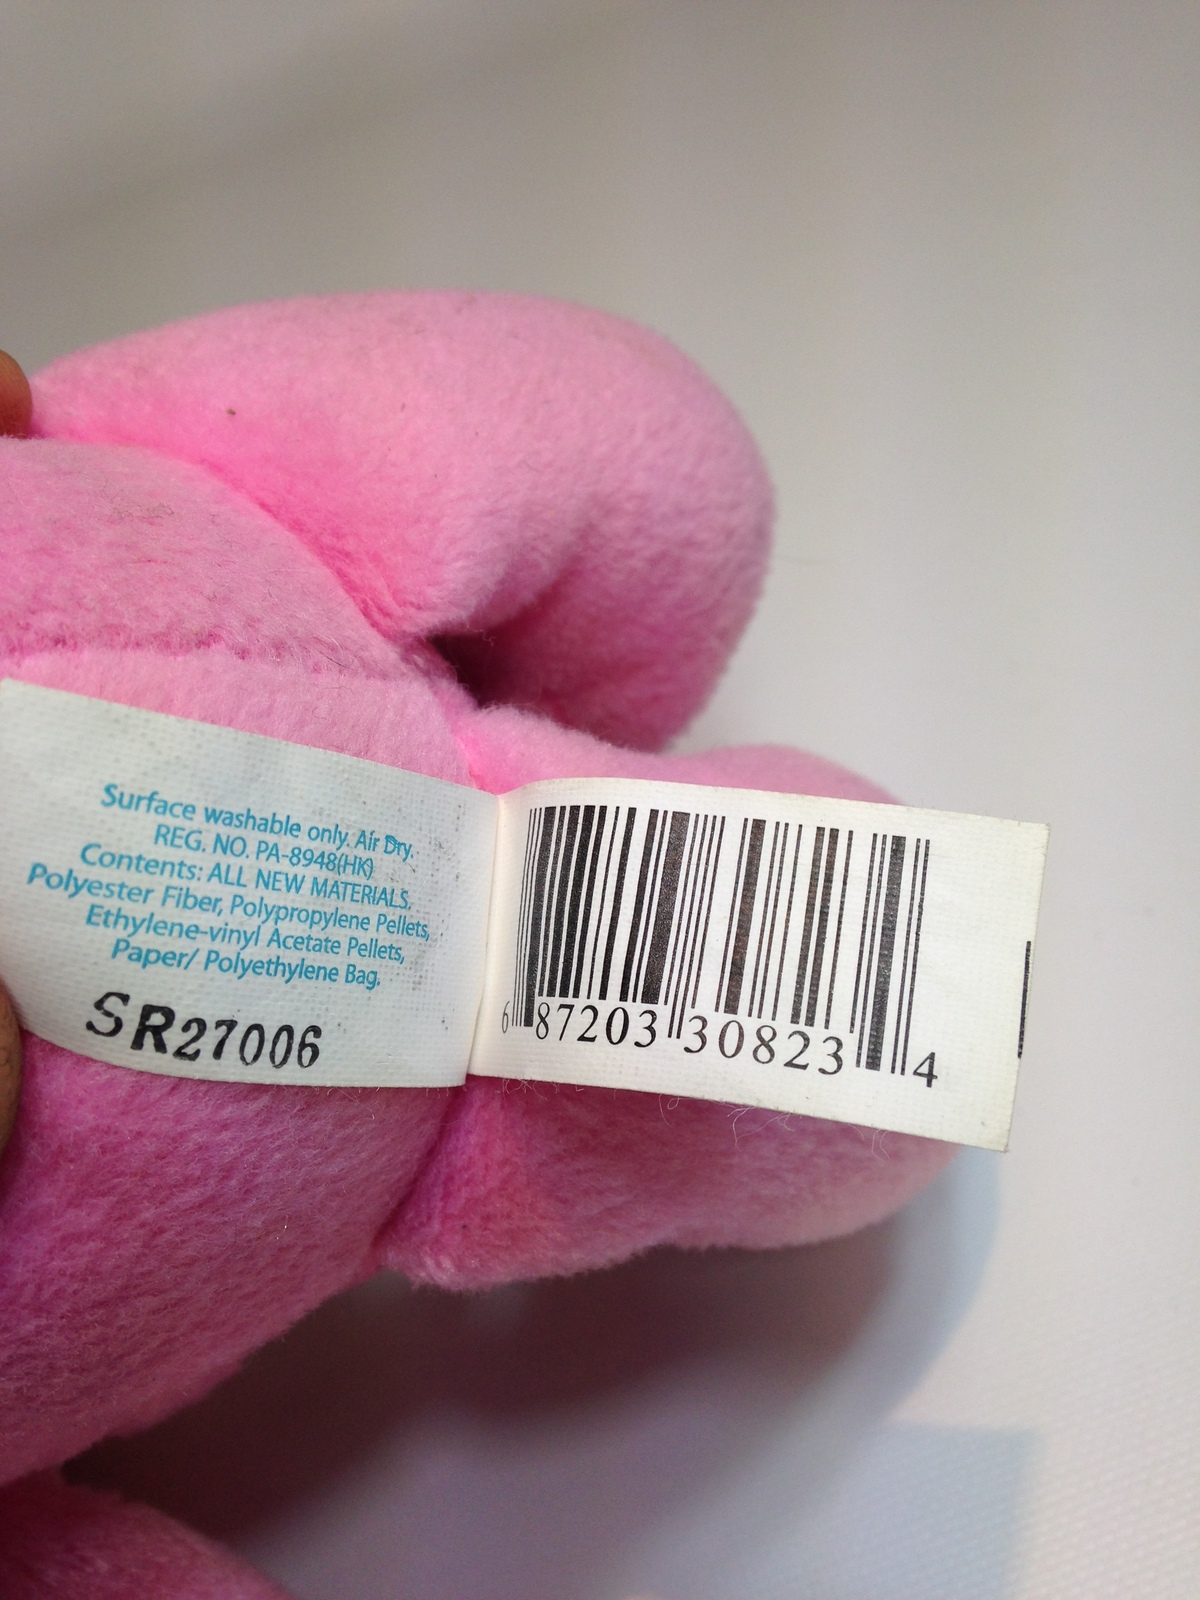 Surface washable only. Air Dry.
REG. NO. PA-8948(HK)
Contents: ALL NEW MATERIALS.
Polyester Fiber, Polypropylene Pellets,
Ethylene-vinyl Acetate Pellets,
Paper/ Polyethylene Bag.
SR27006
6 87203 30823 4